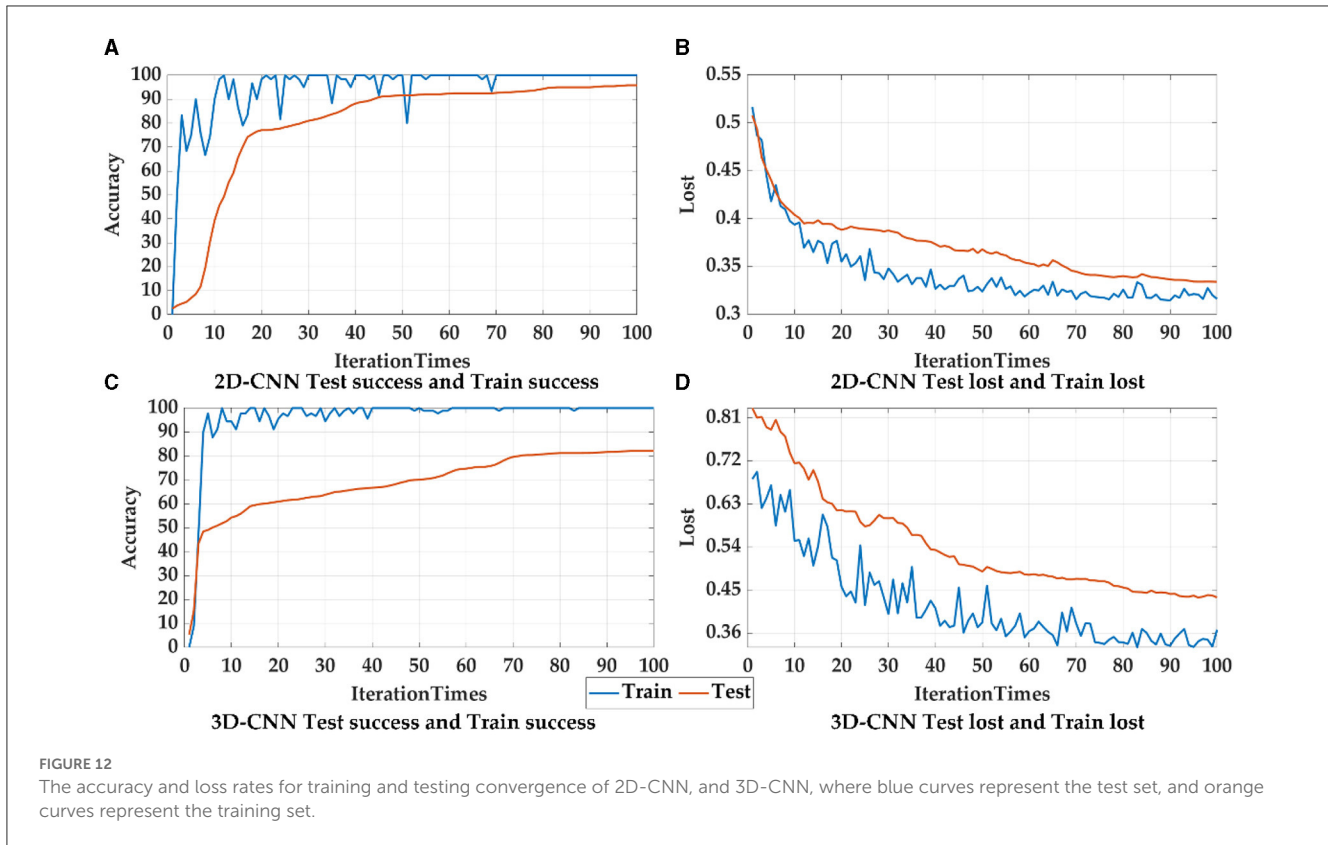 A
100
90
80
70
60
50
40
30
20
10
0
Accuracy
0 10 20 30 40 50 60 70 80 90 100
IterationTimes
2D-CNN Test success and Train success
B
0.55
0.5
0.45
0.4
0.35
0.3
Lost
0 10 20 30 40 50 60 70 80 90 100
IterationTimes
2D-CNN Test lost and Train lost
C
100
90
80
70
60
50
40
30
20
10
0
Accuracy
0 10 20 30 40 50 60 70 80 90 100
IterationTimes
3D-CNN Test success and Train success
D
0.81
0.72
0.63
0.54
0.45
0.36
Lost
0 10 20 30 40 50 60 70 80 90 100
IterationTimes
3D-CNN Test lost and Train lost
Train Test
FIGURE 12
The accuracy and loss rates for training and testing convergence of 2D-CNN, and 3D-CNN, where blue curves represent the test set, and orange
curves represent the training set.